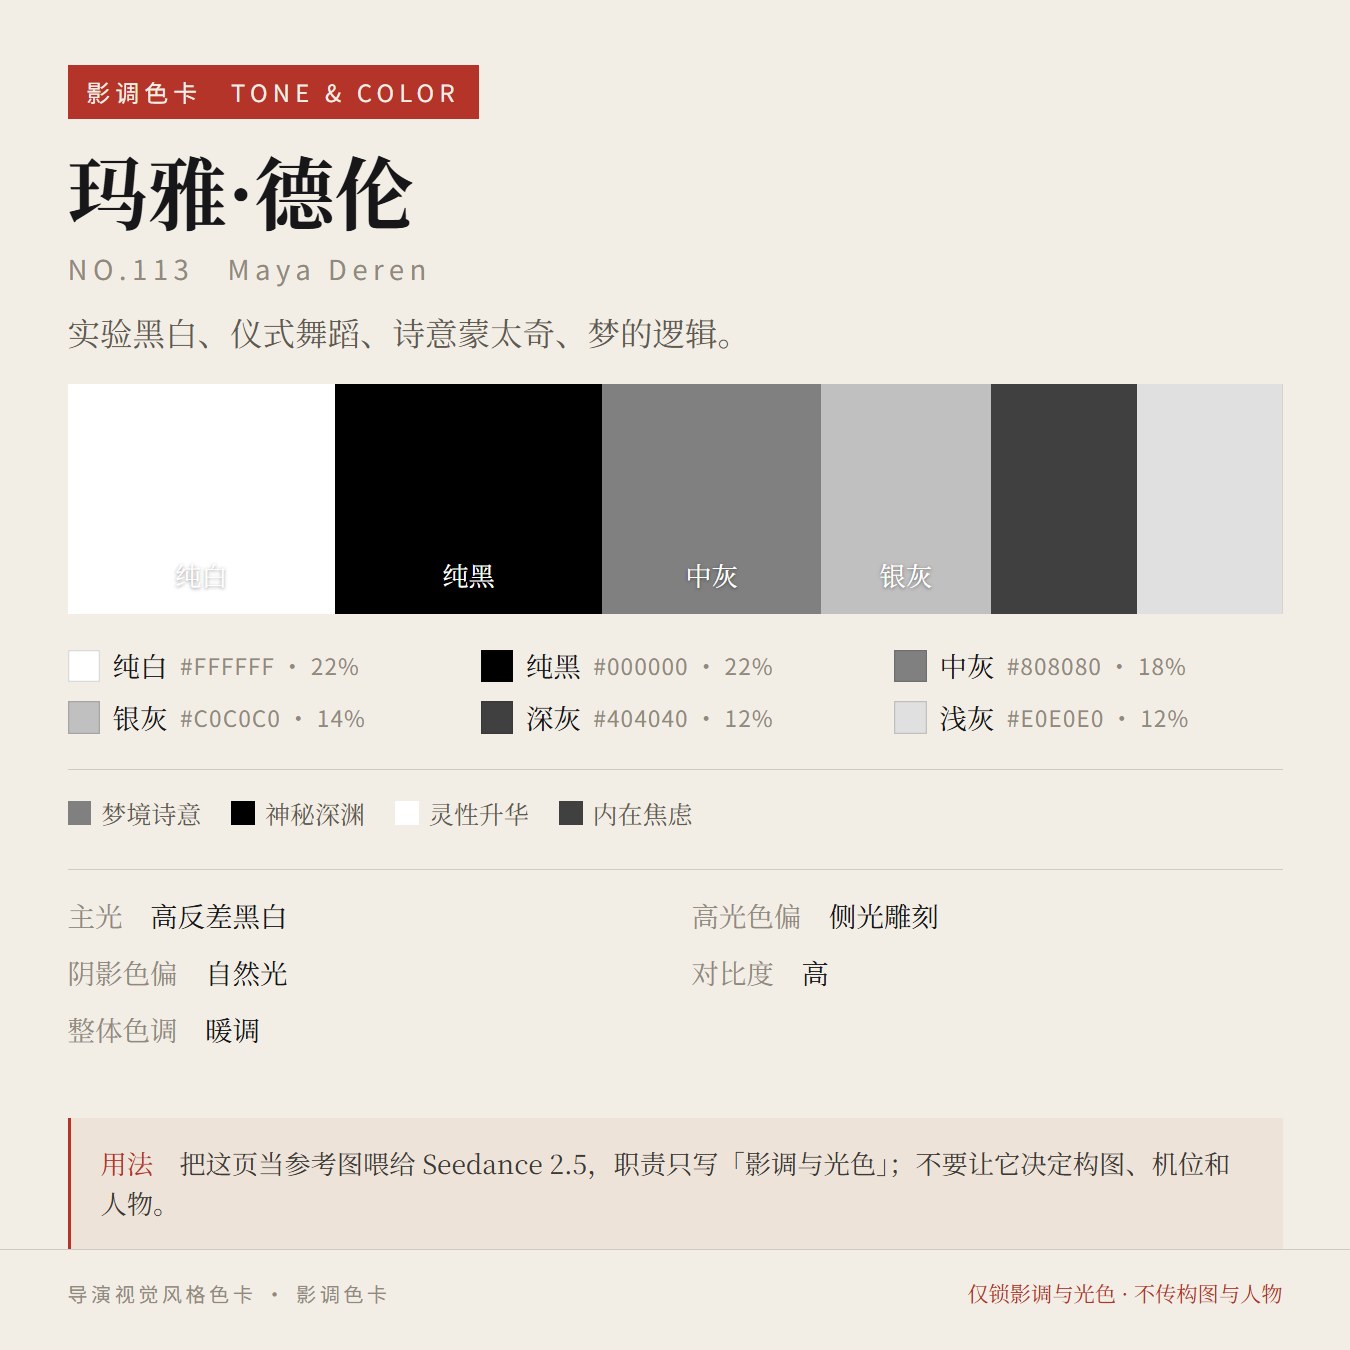 影调色卡 TONE & COLOR
玛雅·德伦
NO.113 Maya Deren
实验黑白、仪式舞蹈、诗意蒙太奇、梦的逻辑。
纯白 纯黑 中灰 银灰
纯白 #FFFFFF • 22% 纯黑 #000000 • 22% 中灰 #808080 • 18%
银灰 #C0C0C0 • 14% 深灰 #404040 • 12% 浅灰 #E0E0E0 • 12%
梦境诗意 神秘深渊 灵性升华 内在焦虑
主光 高反差黑白 高光色偏 侧光雕刻
阴影色偏 自然光 对比度 高
整体色调 暖调
用法 把这页当参考图喂给 Seedance 2.5，职责只写「影调与光色」；不要让它决定构图、机位和
人物。
导演视觉风格色卡 • 影调色卡 仅锁影调与光色 · 不传构图与人物